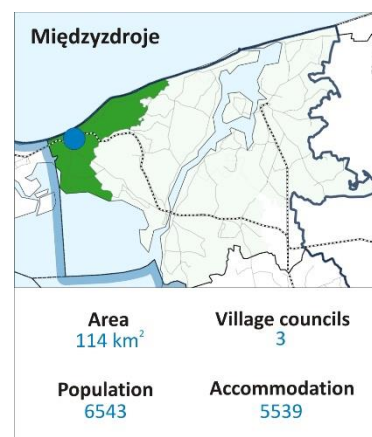 Międzyzdroje
Area
114 km²
Village councils
3
Population
6543
Accommodation
5539